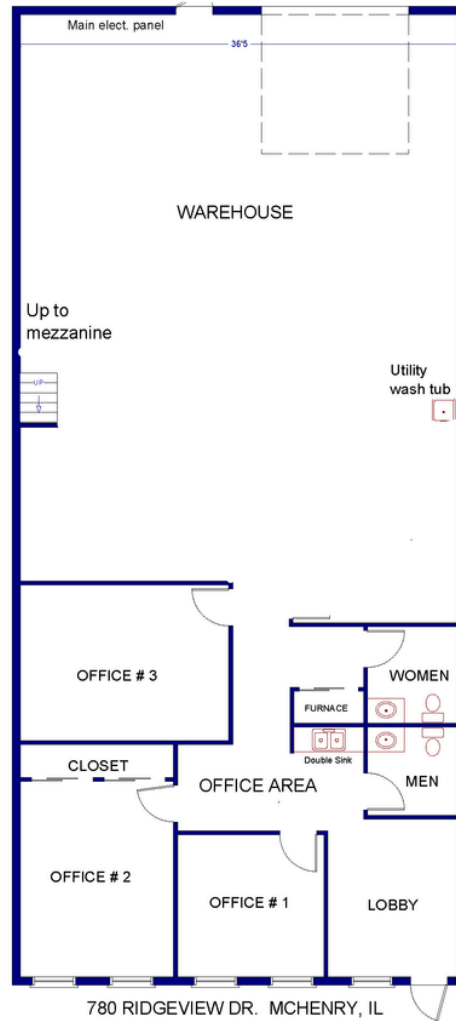 Main elect. panel
36'5
WAREHOUSE
Up to
mezzanine
UP
Utility
wash tub
OFFICE # 3
WOMEN
FURNACE
CLOSET
Double Sink
OFFICE AREA
MEN
OFFICE # 2
OFFICE # 1
LOBBY
780 RIDGEVIEW DR. MCHENRY, IL